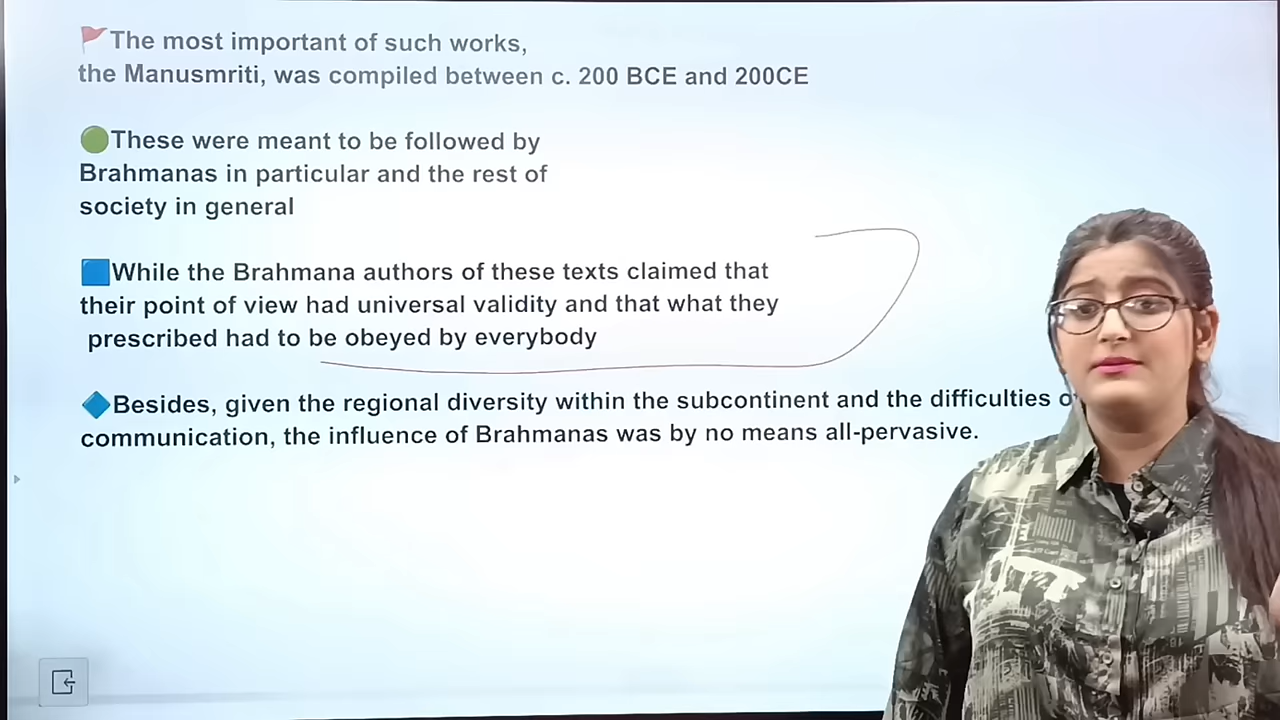 The most important of such works,
the Manusmriti, was compiled between c. 200 BCE and 200CE
These were meant to be followed by
Brahmanas in particular and the rest of
society in general
While the Brahmana authors of these texts claimed that
their point of view had universal validity and that what they
prescribed had to be obeyed by everybody
Besides, given the regional diversity within the subcontinent and the difficulties
communication, the influence of Brahmanas was by no means all-pervasive.